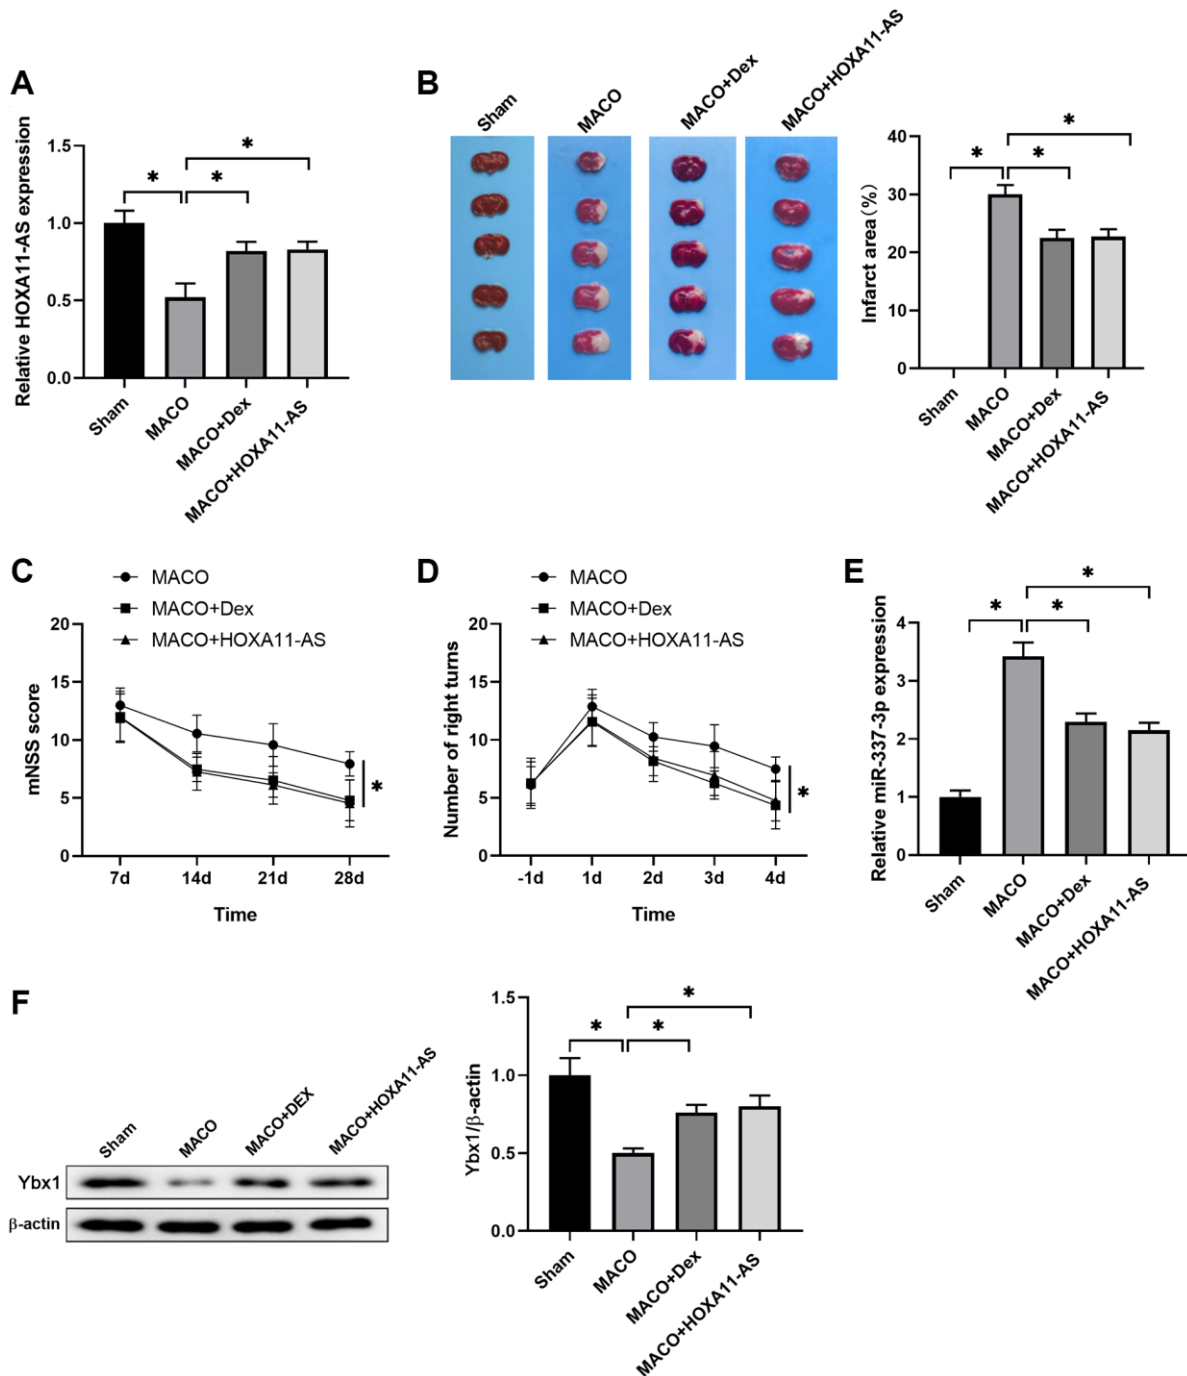 A
Relative HOXA11-AS expression
1.5
1.0
0.5
0.0
*
*
*
Sham
MACO
MACO+Dex
MACO+HOXA11-AS
B
Sham
MACO
MACO+Dex
MACO+HOXA11-AS
Infarct area(%)
40
30
20
10
0
*
*
*
Sham
MACO
MACO+Dex
MACO+HOXA11-AS
C
MACO
MACO+Dex
MACO+HOXA11-AS
mNSS score
20
15
10
5
0
*
7d 14d 21d 28d
Time
D
MACO
MACO+Dex
MACO+HOXA11-AS
Number of right turns
20
15
10
5
0
*
-1d 1d 2d 3d 4d
Time
E
Relative miR-337-3p expression
4
3
2
1
0
*
*
*
Sham
MACO
MACO+Dex
MACO+HOXA11-AS
F
Sham
MACO
MACO+DEX
MACO+HOXA11-AS
Ybx1
β-actin
Ybx1/β-actin
1.5
1.0
0.5
0.0
*
*
*
Sham
MACO
MACO+Dex
MACO+HOXA11-AS